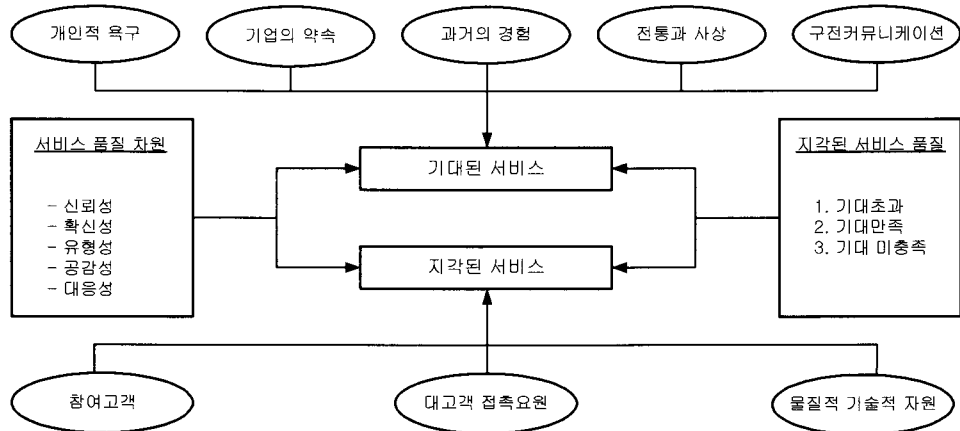 개인적 욕구
기업의 약속
과거의 경험
전통과 사상
구전커뮤니케이션
서비스 품질 차원
- 신뢰성
- 확신성
- 유형성
- 공감성
- 대응성
기대된 서비스
지각된 서비스
지각된 서비스 품질
1. 기대초과
2. 기대만족
3. 기대 미충족
참여고객
대고객 접촉요원
물질적 기술적 자원